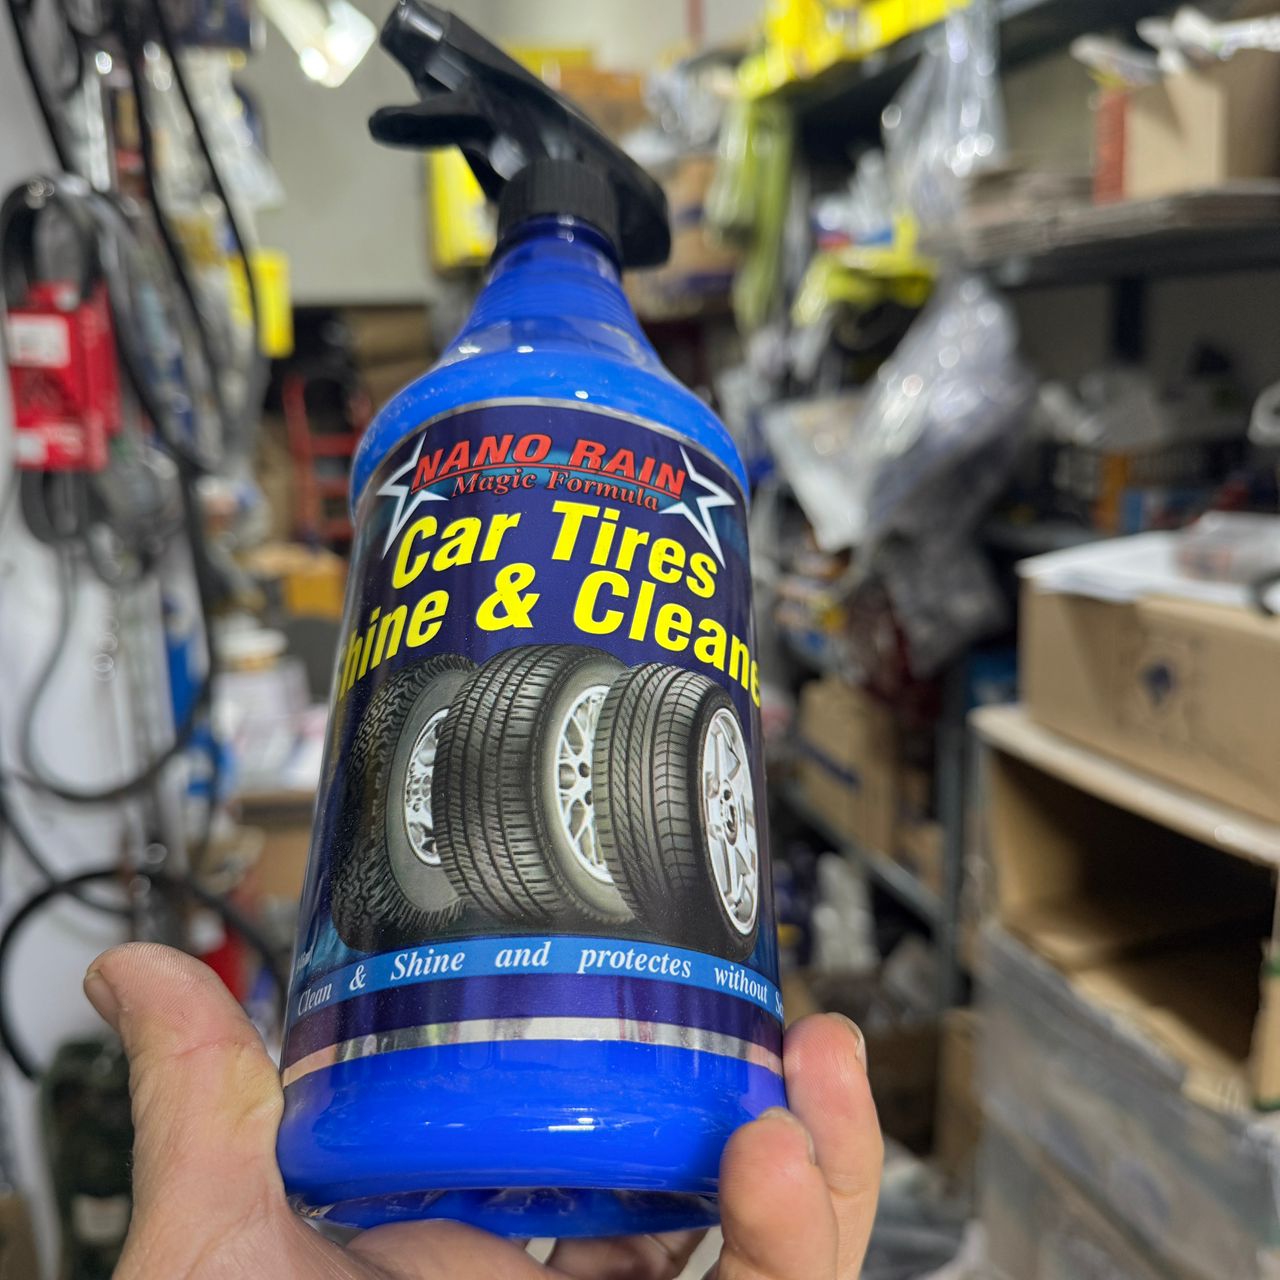 NANO RAIN
Magic Formula
Car Tires
hine & Cleane
Clean & Shine and protectes without